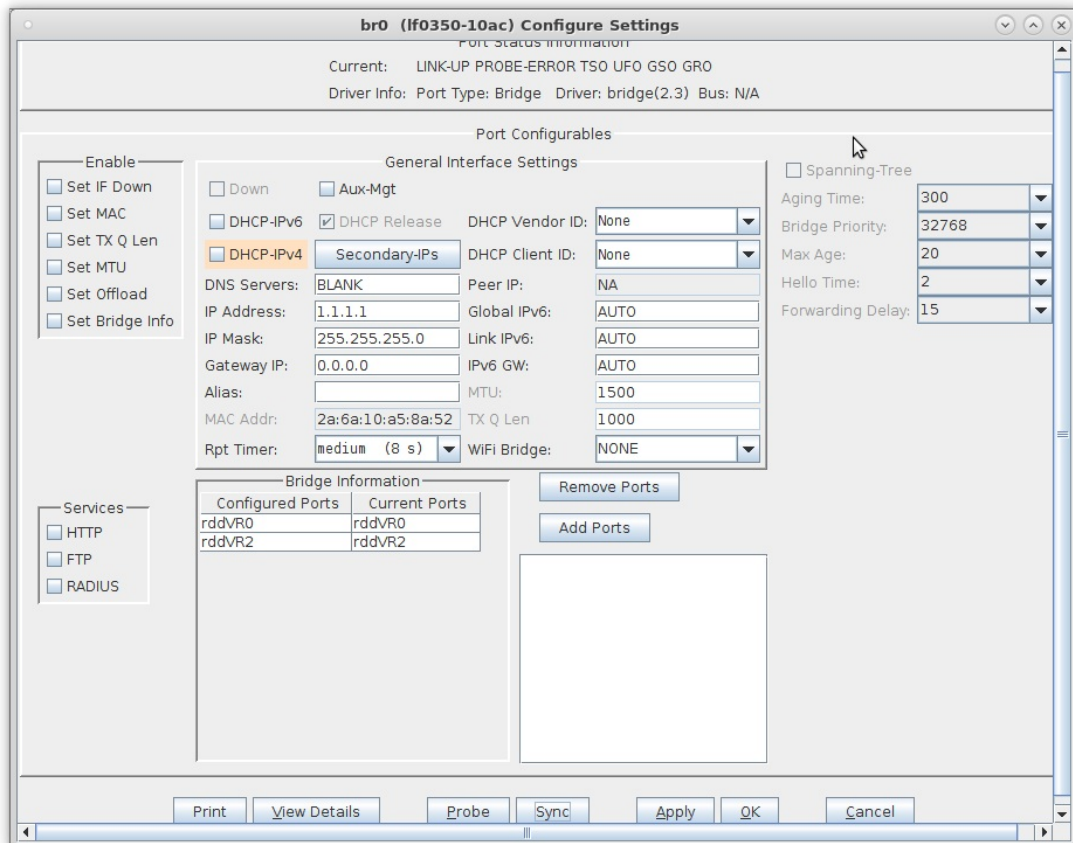 br0 (lf0350-10ac) Configure Settings
Port Status Information
Current: LINK-UP PROBE-ERROR TSO UFO GSO GRO
Driver Info: Port Type: Bridge Driver: bridge(2.3) Bus: N/A
Port Configurables
Enable
Set IF Down
Set MAC
Set TX Q Len
Set MTU
Set Offload
Set Bridge Info
General Interface Settings
Down Aux-Mgt
DHCP-IPv6 DHCP Release DHCP Vendor ID: None
DHCP-IPv4 Secondary-IPs DHCP Client ID: None
DNS Servers: BLANK Peer IP: NA
IP Address: 1.1.1.1 Global IPv6: AUTO
IP Mask: 255.255.255.0 Link IPv6: AUTO
Gateway IP: 0.0.0.0 IPv6 GW: AUTO
Alias: MTU: 1500
MAC Addr: 2a:6a:10:a5:8a:52 TX Q Len 1000
Rpt Timer: medium (8 s) WiFi Bridge: NONE
Spanning-Tree
Aging Time: 300
Bridge Priority: 32768
Max Age: 20
Hello Time: 2
Forwarding Delay: 15
Services
HTTP
FTP
RADIUS
Bridge Information
Configured Ports Current Ports
rddVR0 rddVR0
rddVR2 rddVR2
Remove Ports
Add Ports
Print View Details Probe Sync Apply OK Cancel